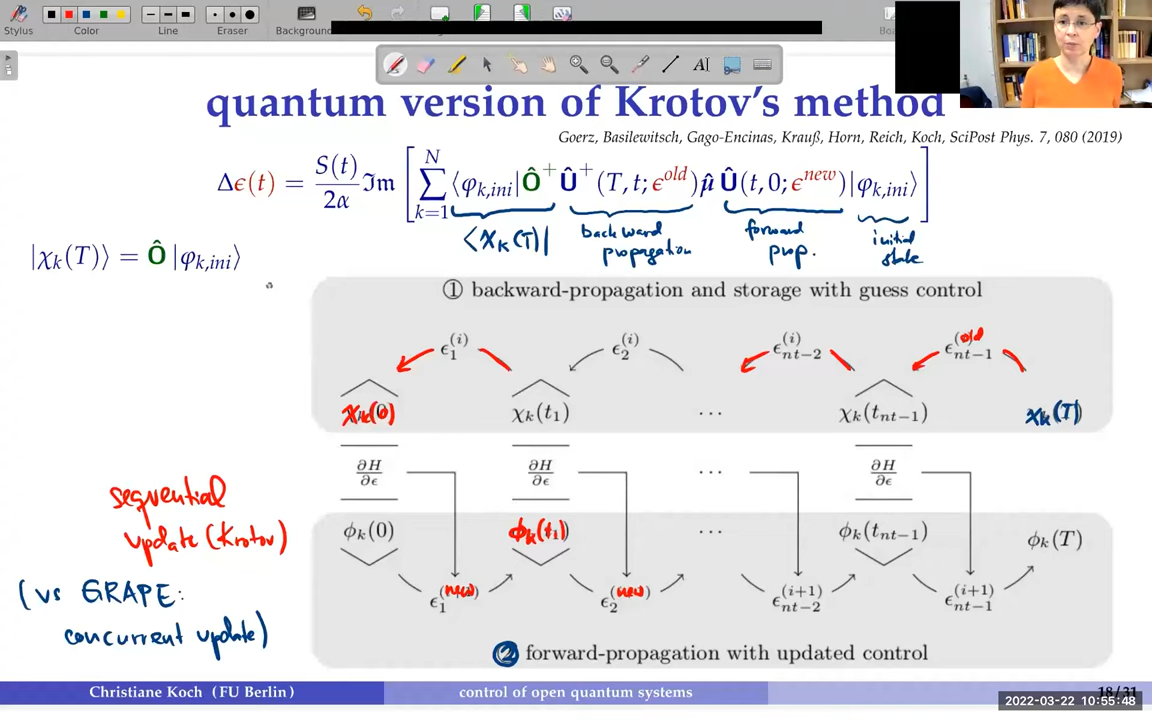 Stylus
Color
Line
Eraser
Background
quantum version of Krotov's method
Goerz, Basilewitsch, Gago-Encinas, Krauß, Horn, Reich, Koch, SciPost Phys. 7, 080 (2019)
Δϵ(t) = S(t)/2α ℑm [ ∑_{k=1}^{N} ⟨φ_{k,ini}|Ô⁺ Û⁺(T, t; ϵ^{old}) μ̂ Û(t, 0; ϵ^{new})|φ_{k,ini}⟩ ]
⟨χ_k(T)|
backward propagation
forward prop.
initial state
|χ_k(T)⟩ = Ô |φ_{k,ini}⟩
① backward-propagation and storage with guess control
ϵ_1^{(i)} ϵ_2^{(i)} ϵ_{nt−2}^{(i)} ϵ_{nt−1}^{(old)}
χ_k(0) χ_k(t_1) ⋯ χ_k(t_{nt−1}) χ_k(T)
∂H/∂ϵ ∂H/∂ϵ ⋯ ∂H/∂ϵ
ϕ_k(0) ϕ_k(t_1) ⋯ ϕ_k(t_{nt−1}) ϕ_k(T)
ϵ_1^{(new)} ϵ_2^{(new)} ϵ_{nt−2}^{(i+1)} ϵ_{nt−1}^{(i+1)}
② forward-propagation with updated control
sequential
update (Krotov)
(vs GRAPE:
concurrent update)
Christiane Koch (FU Berlin)
control of open quantum systems
18/31
2022-03-22 10:55:48